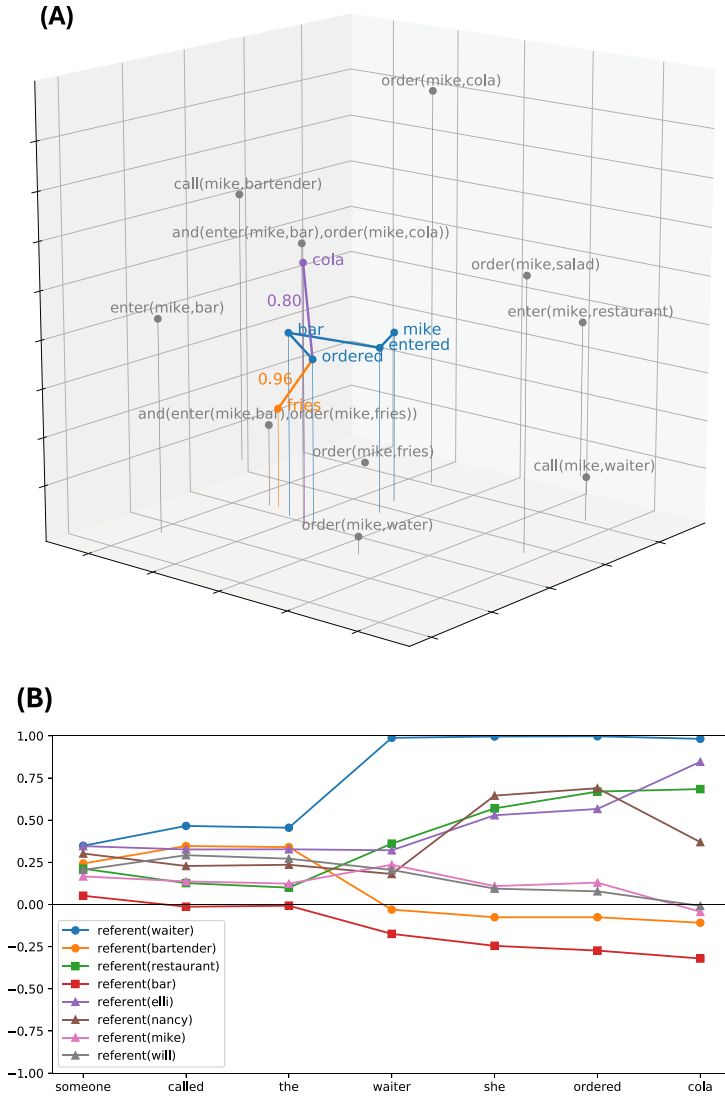 (A)
order(mike,cola)
call(mike,bartender)
and(enter(mike,bar),order(mike,cola))
cola
order(mike,salad)
0.80
enter(mike,bar)
enter(mike,restaurant)
bar
mike
entered
ordered
0.96
fries
and(enter(mike,bar),order(mike,fries))
order(mike,fries)
call(mike,waiter)
order(mike,water)
(B)
1.00
0.75
0.50
0.25
0.00
−0.25
−0.50
−0.75
−1.00
referent(waiter)
referent(bartender)
referent(restaurant)
referent(bar)
referent(elli)
referent(nancy)
referent(mike)
referent(will)
someone called the waiter she ordered cola